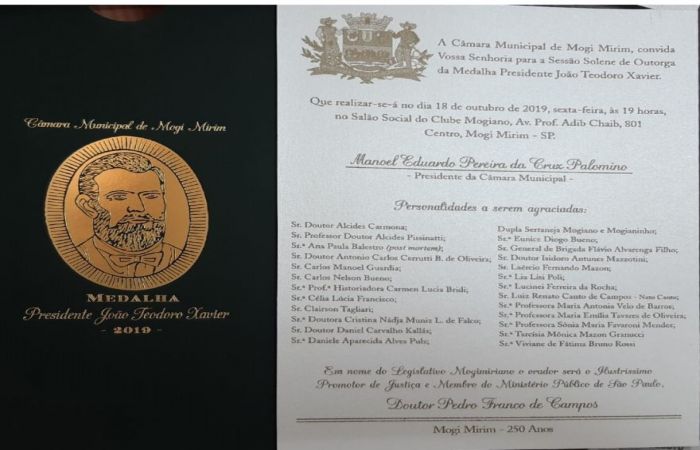 Câmara Municipal de Mogi Mirim
MEDALHA
Presidente João Teodoro Xavier
- 2019 -
A Câmara Municipal de Mogi Mirim, convida
Vossa Senhoria para a Sessão Solene de Outorga
da Medalha Presidente João Teodoro Xavier.
Que realizar-se-á no dia 18 de outubro de 2019, sexta-feira, às 19 horas,
no Salão Social do Clube Mogiano, Av. Prof. Adib Chaib, 801
Centro, Mogi Mirim - SP.
Manoel Eduardo Pereira da Cruz Palomino
- Presidente da Câmara Municipal -
Personalidades a serem agraciadas:
Sr. Doutor Alcides Carmona;
Sr. Professor Doutor Alcides Pissinatti;
Sr.ª Ana Paula Balestro (post mortem);
Sr. Doutor Antonio Carlos Cerrutti B. de Oliveira;
Sr. Carlos Manoel Guardia;
Sr. Carlos Nelson Bueno;
Sr.ª Prof.ª Historiadora Carmen Lucia Bridi;
Sr.ª Célia Lúcia Francisco;
Sr. Clairson Tagliari;
Sr.ª Doutora Cristina Nádja Muniz L. de Falco;
Sr. Doutor Daniel Carvalho Kallás;
Sr.ª Daniele Aparecida Alves Puls;
Dupla Sertaneja Mogiano e Mogianinho;
Sr.ª Eunice Diogo Bueno;
Sr. General de Brigada Flávio Alvarenga Filho;
Sr. Doutor Isidoro Antunes Mazzotini;
Sr. Laércio Fernando Mazon;
Sr.ª Lia Lisi Poli;
Sr.ª Lucinei Ferreira da Rocha;
Sr. Luiz Renato Canto de Campos - Nato Canto;
Sr.ª Professora Maria Antonia Velo de Barros;
Sr.ª Professora Maria Emília Tavares de Oliveira;
Sr.ª Professora Sônia Maria Favaroni Mendes;
Sr.ª Tarcísia Mônica Mazon Granucci
Sr.ª Viviane de Fátima Bruno Rossi
Em nome do Legislativo Mogimiriano o orador será o Ilustríssimo
Promotor de Justiça e Membro do Ministério Público de São Paulo.
Doutor Pedro Franco de Campos
Mogi Mirim - 250 Anos